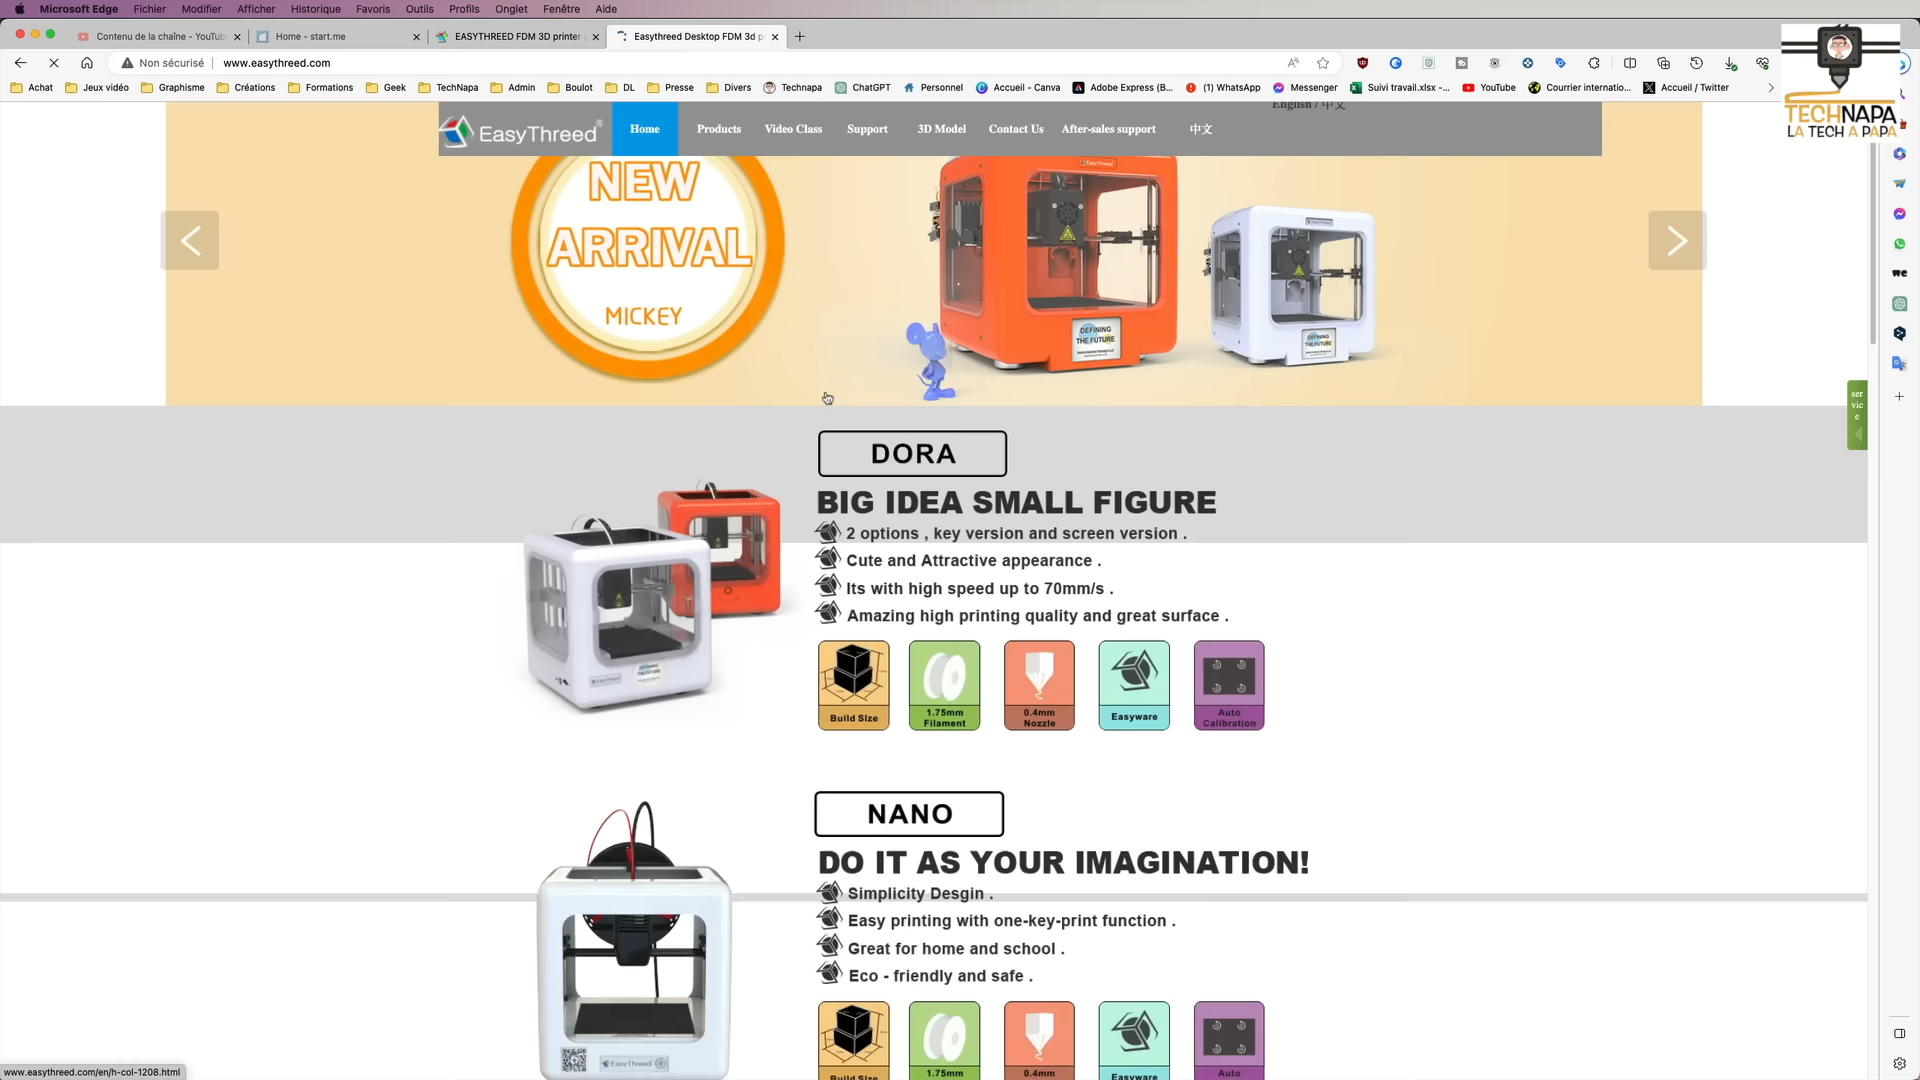 Microsoft Edge Fichier Modifier Afficher Historique Favoris Outils Profils Onglet Fenêtre Aide
Contenu de la chaîne - YouTub Home - start.me EASYTHREED FDM 3D printer Easythreed Desktop FDM 3d p
Non sécurisé www.easythreed.com
Achat Jeux vidéo Graphisme Créations Formations Geek TechNapa Admin Boulot DL Presse Divers Technapa ChatGPT Personnel Accueil - Canva Adobe Express (B... (1) WhatsApp Messenger Suivi travail.xlsx -... YouTube Courrier internatio... Accueil / Twitter
TECHNAPA
LA TECH A PAPA
English / 中文
EasyThreed® Home Products Video Class Support 3D Model Contact Us After-sales support 中文
NEW
ARRIVAL
MICKEY
EasyThreed
DEFINING
THE FUTURE
DEFINING
THE FUTURE
ser
vic
e
DORA
BIG IDEA SMALL FIGURE
2 options , key version and screen version .
Cute and Attractive appearance .
Its with high speed up to 70mm/s .
Amazing high printing quality and great surface .
Build Size
1.75mm
Filament
0.4mm
Nozzle
Easyware
Auto
Calibration
NANO
DO IT AS YOUR IMAGINATION!
Simplicity Desgin .
Easy printing with one-key-print function .
Great for home and school .
Eco - friendly and safe .
EasyThreed
Build Size
1.75mm
0.4mm
Easyware
Auto
www.easythreed.com/en/h-col-1208.html